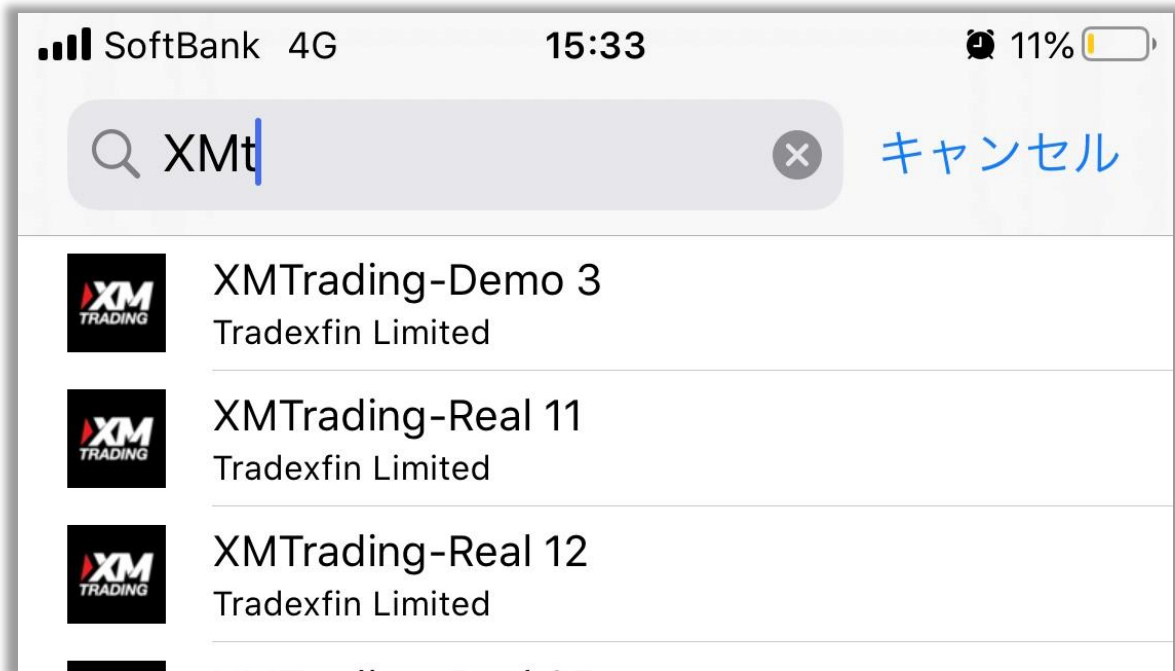 SoftBank 4G 15:33 11%
XMt キャンセル
XM TRADING
XMTrading-Demo 3
Tradexfin Limited
XM TRADING
XMTrading-Real 11
Tradexfin Limited
XM TRADING
XMTrading-Real 12
Tradexfin Limited